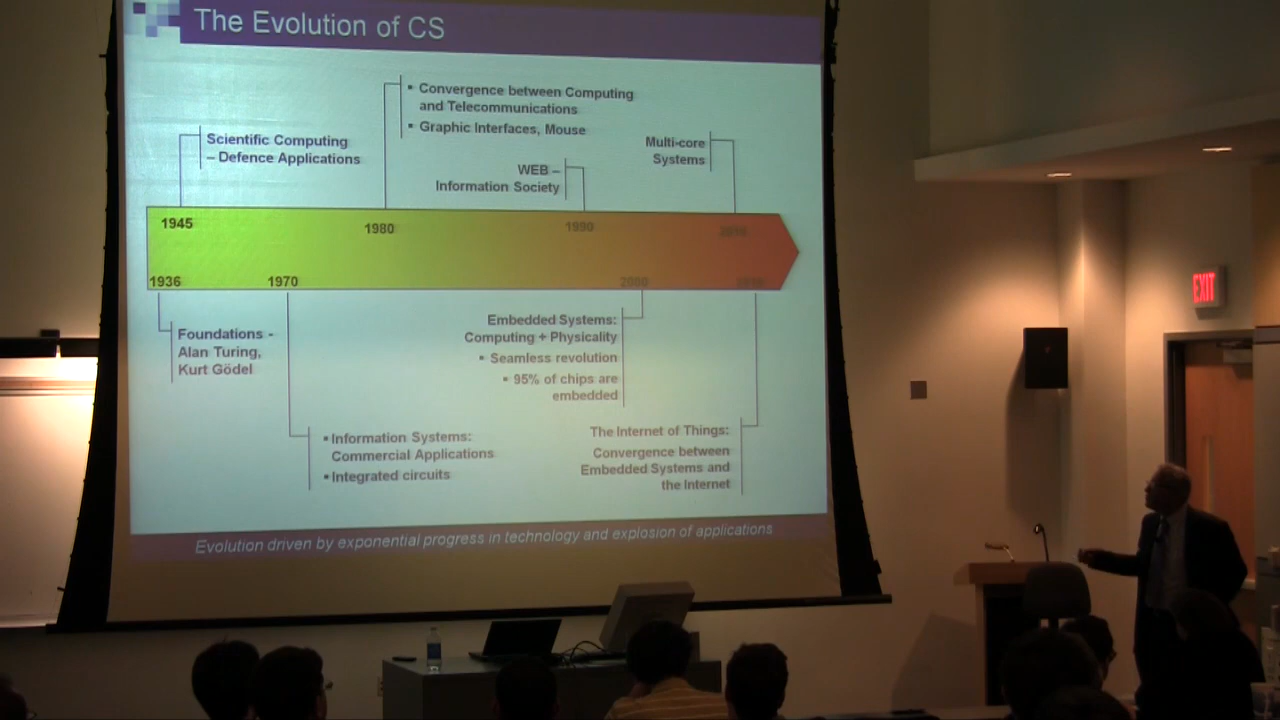 The Evolution of CS
▪ Convergence between Computing
and Telecommunications
▪ Graphic Interfaces, Mouse
Scientific Computing
– Defence Applications
Multi-core
Systems
WEB –
Information Society
1945
1980
1990
2010
1936
1970
2000
Foundations -
Alan Turing,
Kurt Gödel
Embedded Systems:
Computing + Physicality
▪ Seamless revolution
▪ 95% of chips are
embedded
▪ Information Systems:
Commercial Applications
▪ Integrated circuits
The Internet of Things:
Convergence between
Embedded Systems and
the Internet
Evolution driven by exponential progress in technology and explosion of applications
EXIT